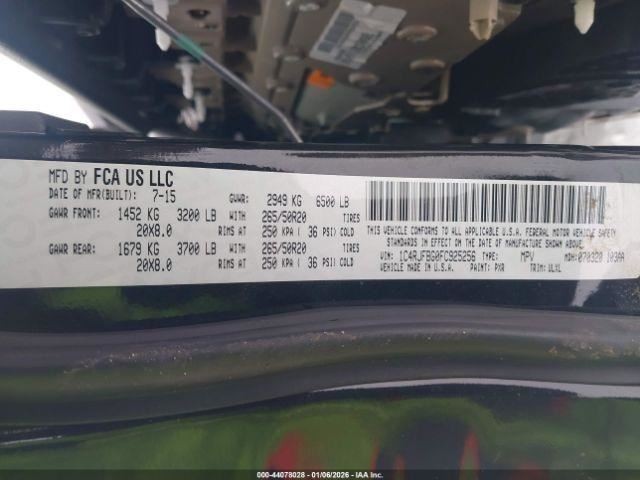 MFD BY FCA US LLC
DATE OF MFR(BUILT): 7-15 GVWR: 2949 KG 6500 LB
GAWR FRONT: 1452 KG 3200 LB WITH 265/50R20 TIRES
20X8.0 RIMS AT 250 KPA ( 36 PSI) COLD
GAWR REAR: 1679 KG 3700 LB WITH 265/50R20 TIRES
20X8.0 RIMS AT 250 KPA ( 36 PSI) COLD
THIS VEHICLE CONFORMS TO ALL APPLICABLE U.S.A. FEDERAL MOTOR VEHICLE SAFETY
STANDARDS IN EFFECT ON THE DATE OF MANUFACTURE SHOWN ABOVE.
VIN: 1C4RJFBG0FC925256 TYPE: MPV MDH: 070320 103AA
VEHICLE MADE IN U.S.A. PAINT: PXR TRIM: VLXL
000-44078028 - 01/06/2026 - IAA Inc.